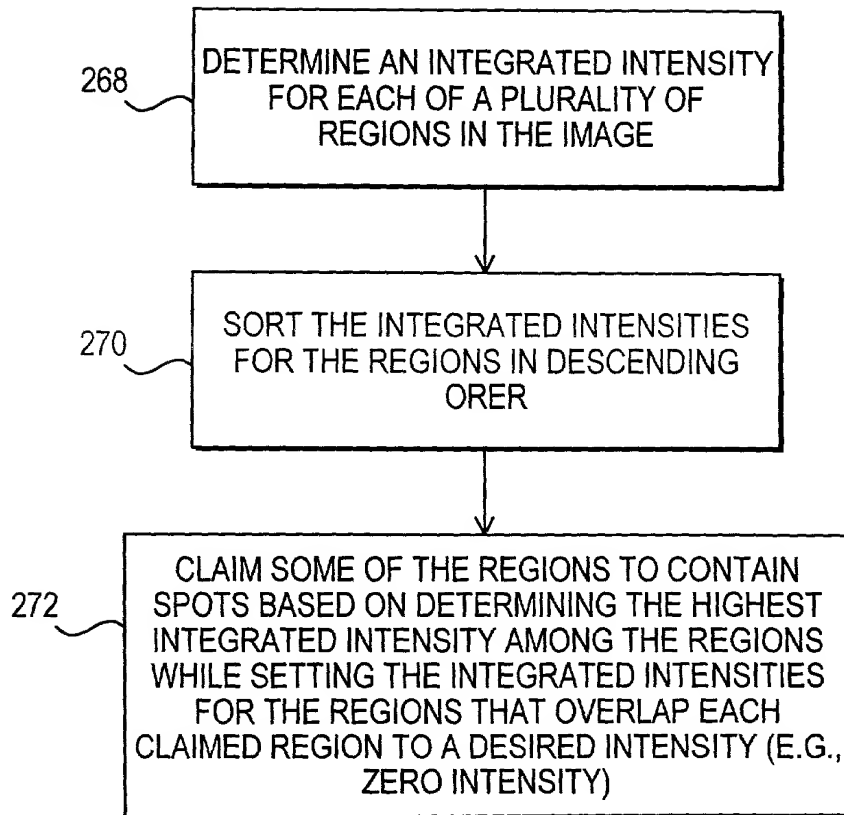 268
DETERMINE AN INTEGRATED INTENSITY
FOR EACH OF A PLURALITY OF
REGIONS IN THE IMAGE
270
SORT THE INTEGRATED INTENSITIES
FOR THE REGIONS IN DESCENDING
ORER
272
CLAIM SOME OF THE REGIONS TO CONTAIN
SPOTS BASED ON DETERMINING THE HIGHEST
INTEGRATED INTENSITY AMONG THE REGIONS
WHILE SETTING THE INTEGRATED INTENSITIES
FOR THE REGIONS THAT OVERLAP EACH
CLAIMED REGION TO A DESIRED INTENSITY (E.G.,
ZERO INTENSITY)